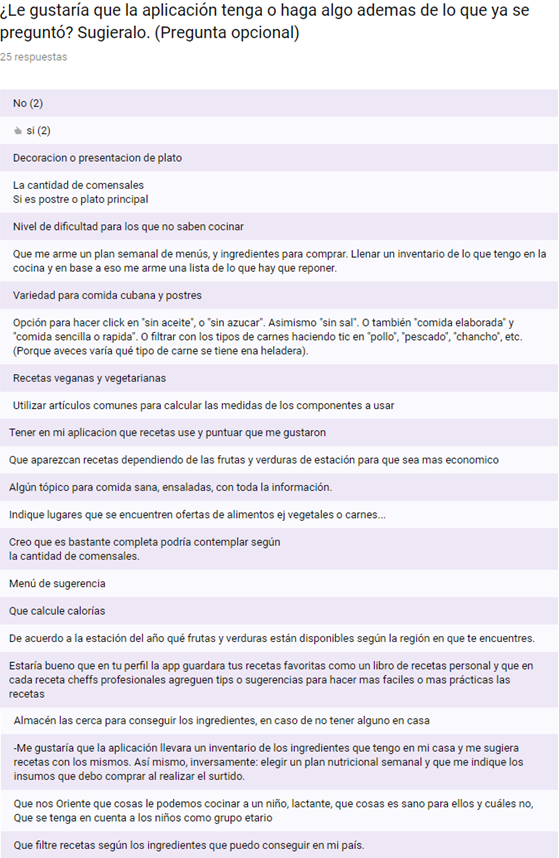 ¿Le gustaría que la aplicación tenga o haga algo ademas de lo que ya se
preguntó? Sugieralo. (Pregunta opcional)
25 respuestas
No (2)
si (2)
Decoracion o presentacion de plato
La cantidad de comensales
Si es postre o plato principal
Nivel de dificultad para los que no saben cocinar
Que me arme un plan semanal de menús, y ingredientes para comprar. Llenar un inventario de lo que tengo en la
cocina y en base a eso me arme una lista de lo que hay que reponer.
Variedad para comida cubana y postres
Opción para hacer click en "sin aceite", o "sin azucar". Asimismo "sin sal". O también "comida elaborada" y
"comida sencilla o rapida". O filtrar con los tipos de carnes haciendo tic en "pollo", "pescado", "chancho", etc.
(Porque aveces varía qué tipo de carne se tiene ena heladera).
Recetas veganas y vegetarianas
Utilizar artículos comunes para calcular las medidas de los componentes a usar
Tener en mi aplicacion que recetas use y puntuar que me gustaron
Que aparezcan recetas dependiendo de las frutas y verduras de estación para que sea mas economico
Algún tópico para comida sana, ensaladas, con toda la información.
Indique lugares que se encuentren ofertas de alimentos ej vegetales o carnes...
Creo que es bastante completa podría contemplar según
la cantidad de comensales.
Menú de sugerencia
Que calcule calorías
De acuerdo a la estación del año qué frutas y verduras están disponibles según la región en que te encuentres.
Estaría bueno que en tu perfil la app guardara tus recetas favoritas como un libro de recetas personal y que en
cada receta cheffs profesionales agreguen tips o sugerencias para hacer mas faciles o mas prácticas las
recetas
Almacén las cerca para conseguir los ingredientes, en caso de no tener alguno en casa
-Me gustaría que la aplicación llevara un inventario de los ingredientes que tengo en mi casa y me sugiera
recetas con los mismos. Así mismo, inversamente: elegir un plan nutricional semanal y que me indique los
insumos que debo comprar al realizar el surtido.
Que nos Oriente que cosas le podemos cocinar a un niño, lactante, que cosas es sano para ellos y cuáles no,
Que se tenga en cuenta a los niños como grupo etario
Que filtre recetas según los ingredientes que puedo conseguir en mi país.